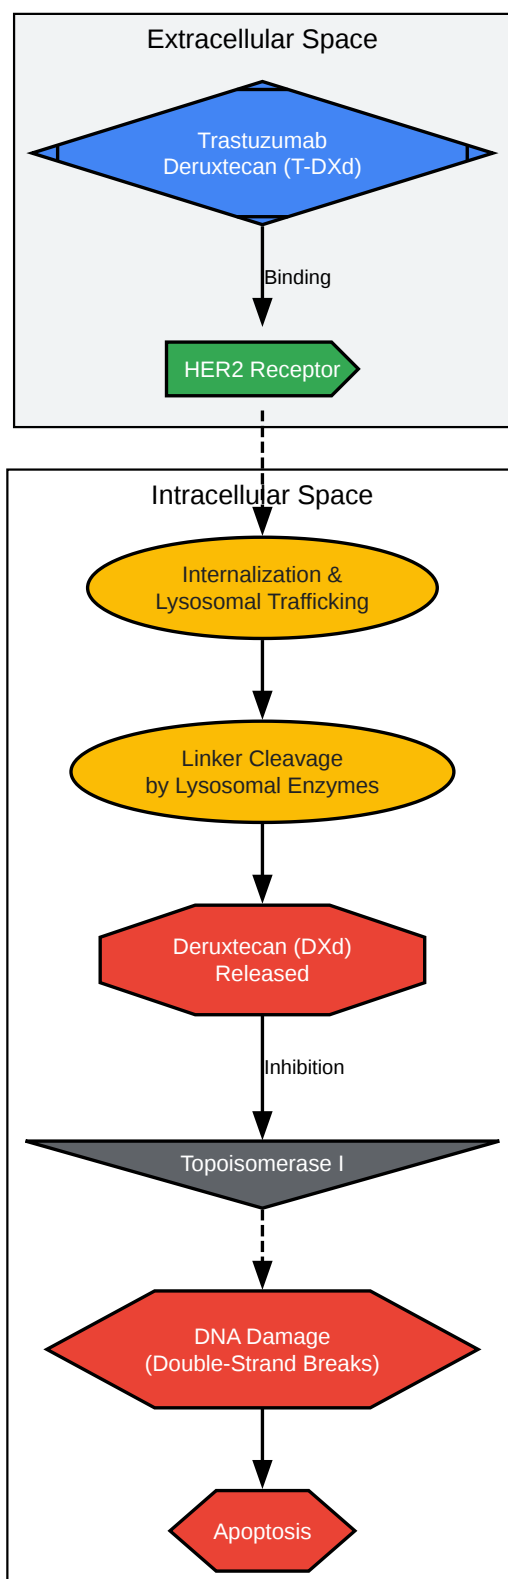 Extracellular Space
Trastuzumab
Deruxtecan (T-DXd)
Binding
HER2 Receptor
Intracellular Space
Internalization &
Lysosomal Trafficking
Linker Cleavage
by Lysosomal Enzymes
Deruxtecan (DXd)
Released
Inhibition
Topoisomerase I
DNA Damage
(Double-Strand Breaks)
Apoptosis